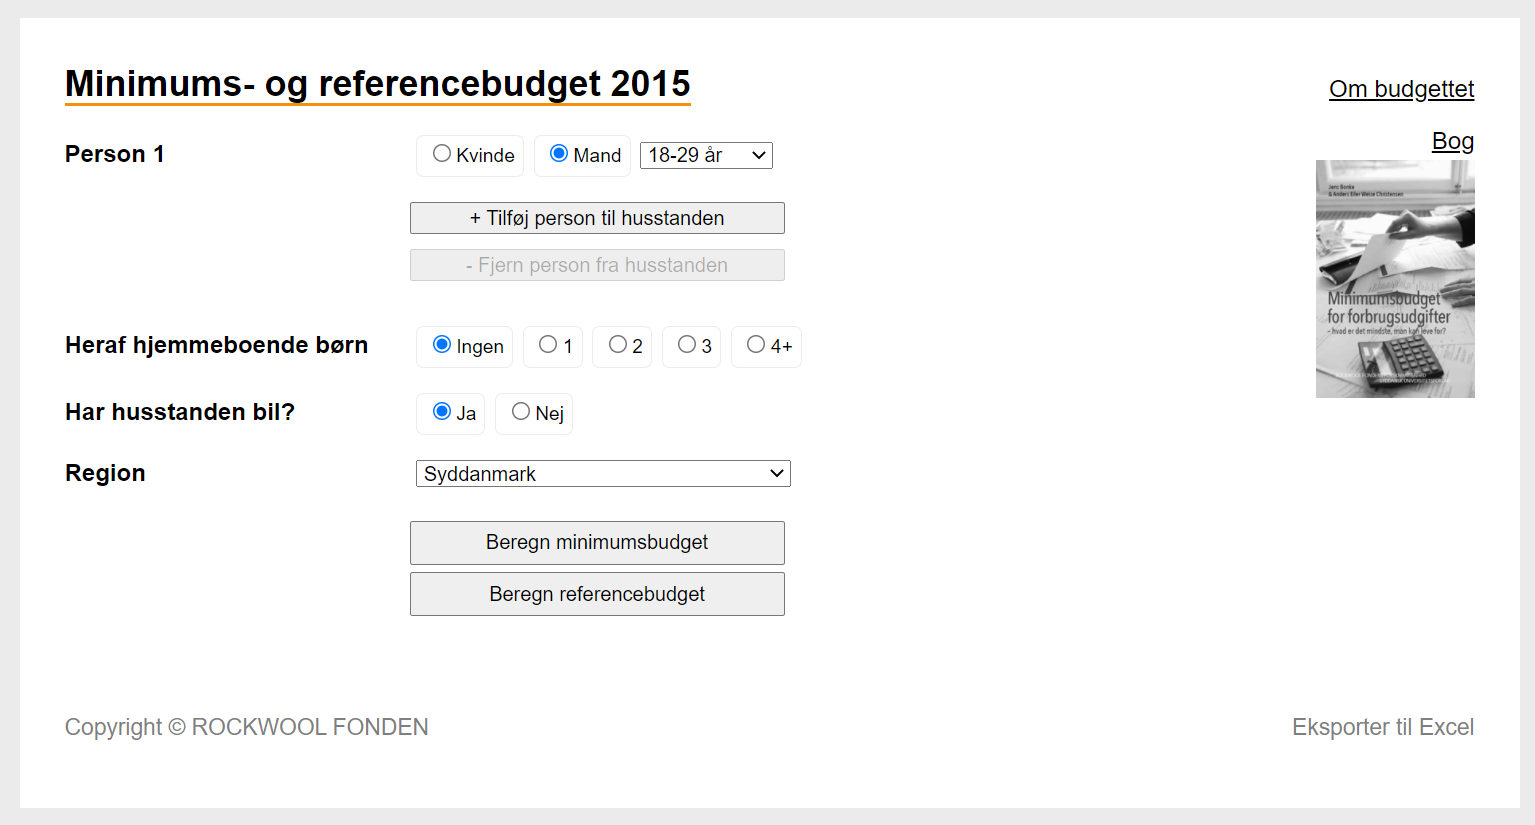 Minimums- og referencebudget 2015
Om budgettet
Person 1
Kvinde
Mand
18-29 år
Bog
+ Tilføj person til husstanden
- Fjern person fra husstanden
Jens Bonke
& Anders Eiler Wiese Christensen
Minimumsbudget
for forbrugsudgifter
- hvad er det mindste, man kan leve for?
Heraf hjemmeboende børn
Ingen
1
2
3
4+
Har husstanden bil?
Ja
Nej
Region
Syddanmark
Beregn minimumsbudget
Beregn referencebudget
Copyright © ROCKWOOL FONDEN
Eksporter til Excel